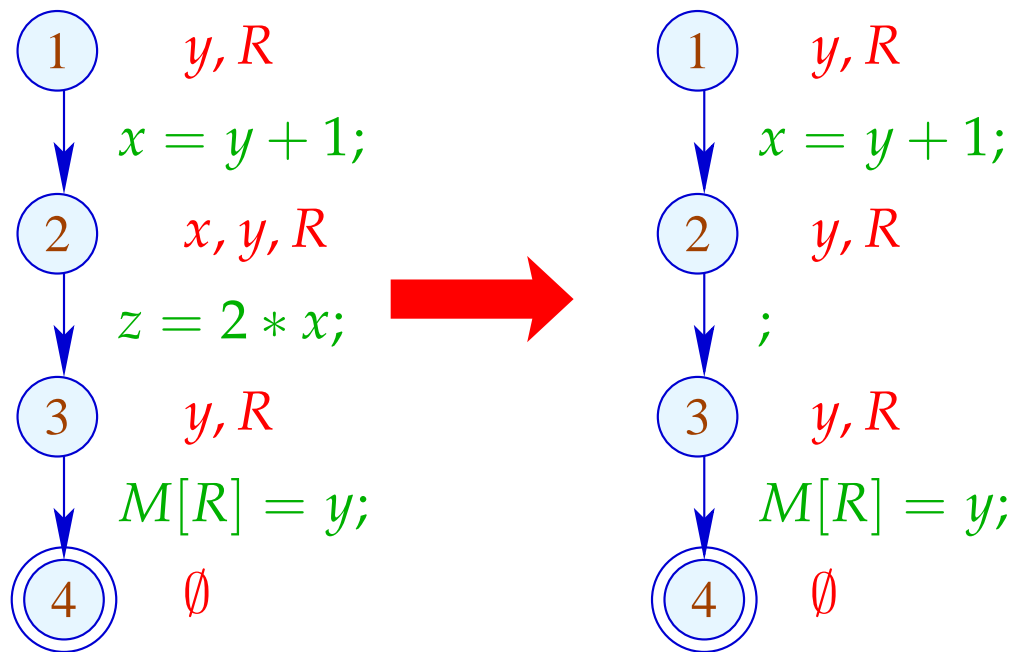 1 y, R
x = y + 1;
2 x, y, R
z = 2 ∗ x;
3 y, R
M[R] = y;
4 ∅
1 y, R
x = y + 1;
2 y, R
;
3 y, R
M[R] = y;
4 ∅